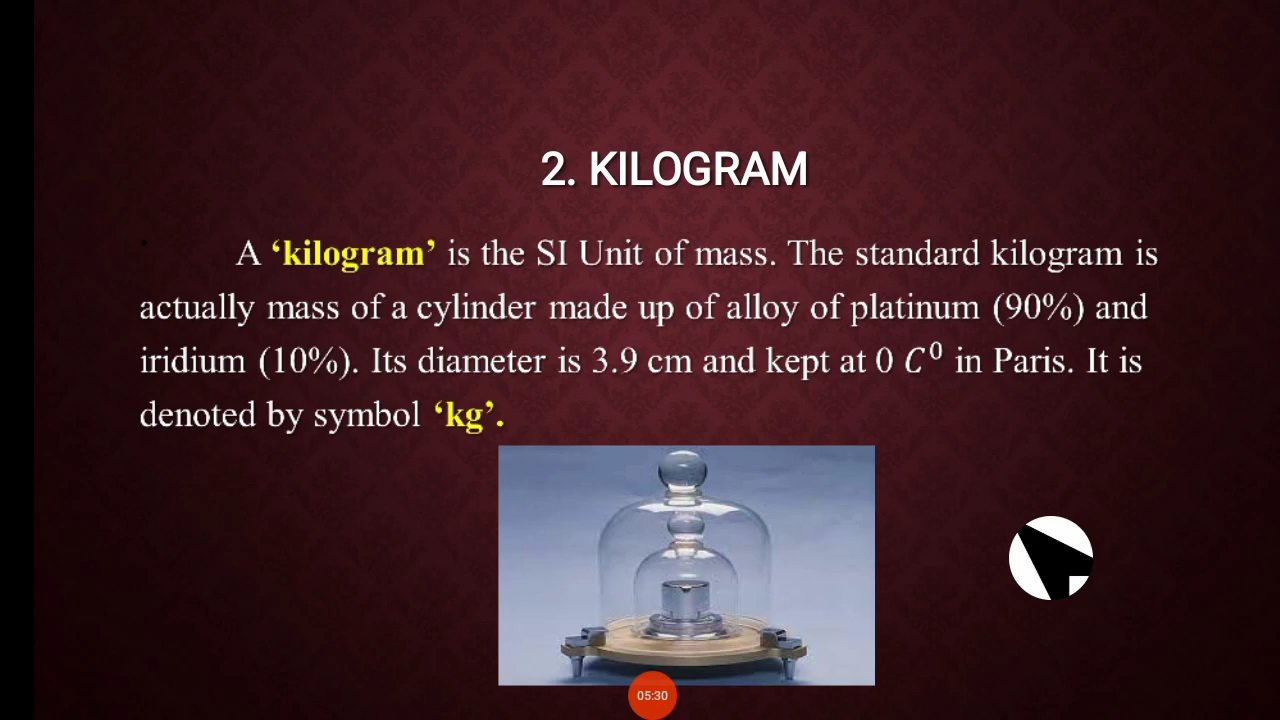 2. KILOGRAM
A ‘kilogram’ is the SI Unit of mass. The standard kilogram is
actually mass of a cylinder made up of alloy of platinum (90%) and
iridium (10%). Its diameter is 3.9 cm and kept at 0 C⁰ in Paris. It is
denoted by symbol ‘kg’.
05:30